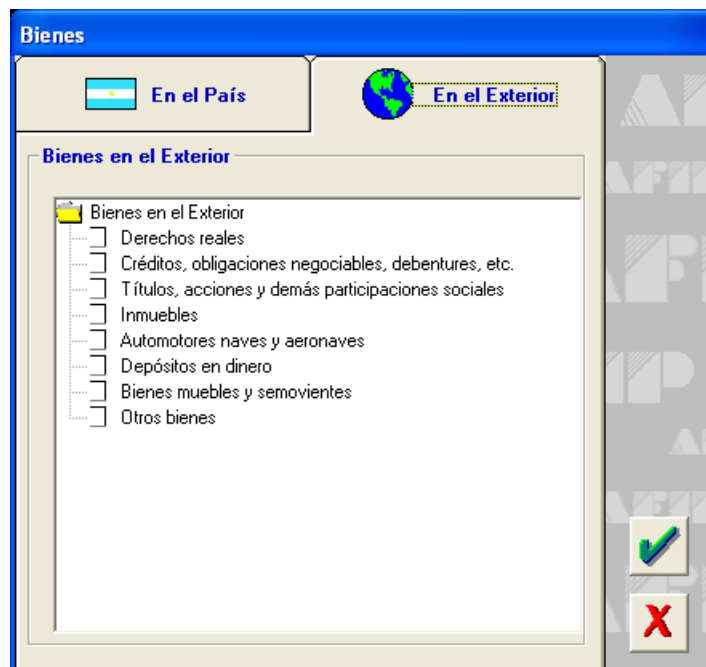 Bienes
En el País
En el Exterior
Bienes en el Exterior
Bienes en el Exterior
Derechos reales
Créditos, obligaciones negociables, debentures, etc.
Títulos, acciones y demás participaciones sociales
Inmuebles
Automotores naves y aeronaves
Depósitos en dinero
Bienes muebles y semovientes
Otros bienes